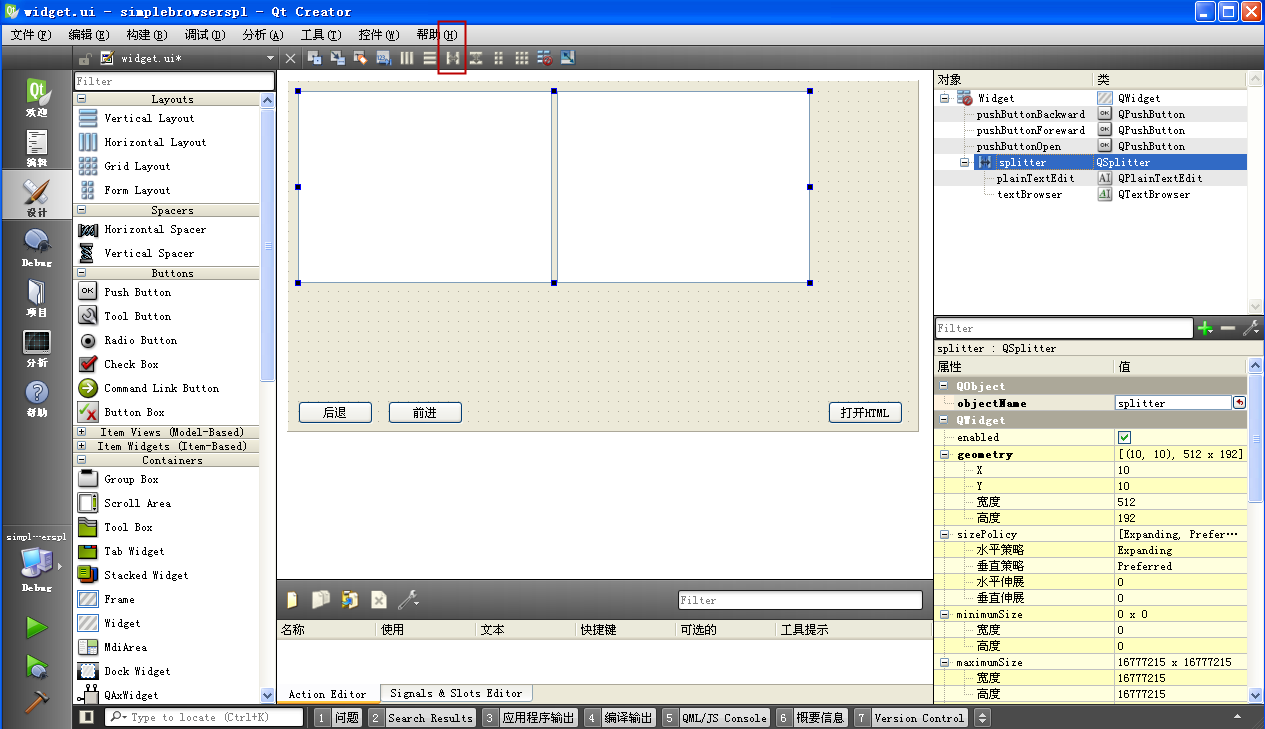 widget.ui - simplebrowserspl - Qt Creator
文件(F) 编辑(E) 构建(B) 调试(D) 分析(A) 工具(T) 控件(W) 帮助(H)
widget.ui*
欢迎
编辑
设计
Debug
项目
分析
帮助
simpl…erspl
Debug
Filter
Layouts
Vertical Layout
Horizontal Layout
Grid Layout
Form Layout
Spacers
Horizontal Spacer
Vertical Spacer
Buttons
OK Push Button
Tool Button
Radio Button
Check Box
Command Link Button
Button Box
Item Views (Model-Based)
Item Widgets (Item-Based)
Containers
Group Box
Scroll Area
Tool Box
Tab Widget
Stacked Widget
Frame
Widget
MdiArea
Dock Widget
QAxWidget
后退 前进 打开HTML
Filter
名称 使用 文本 快捷键 可选的 工具提示
Action Editor Signals & Slots Editor
对象 类
Widget QWidget
pushButtonBackward OK QPushButton
pushButtonForeward OK QPushButton
pushButtonOpen OK QPushButton
splitter QSplitter
plainTextEdit AI QPlainTextEdit
textBrowser AI QTextBrowser
Filter
splitter : QSplitter
属性 值
QObject
objectName splitter
QWidget
enabled
geometry [(10, 10), 512 x 192]
X 10
Y 10
宽度 512
高度 192
sizePolicy [Expanding, Prefer…
水平策略 Expanding
垂直策略 Preferred
水平伸展 0
垂直伸展 0
minimumSize 0 x 0
宽度 0
高度 0
maximumSize 16777215 x 16777215
宽度 16777215
高度 16777215
Type to locate (Ctrl+K) 1 问题 2 Search Results 3 应用程序输出 4 编译输出 5 QML/JS Console 6 概要信息 7 Version Control